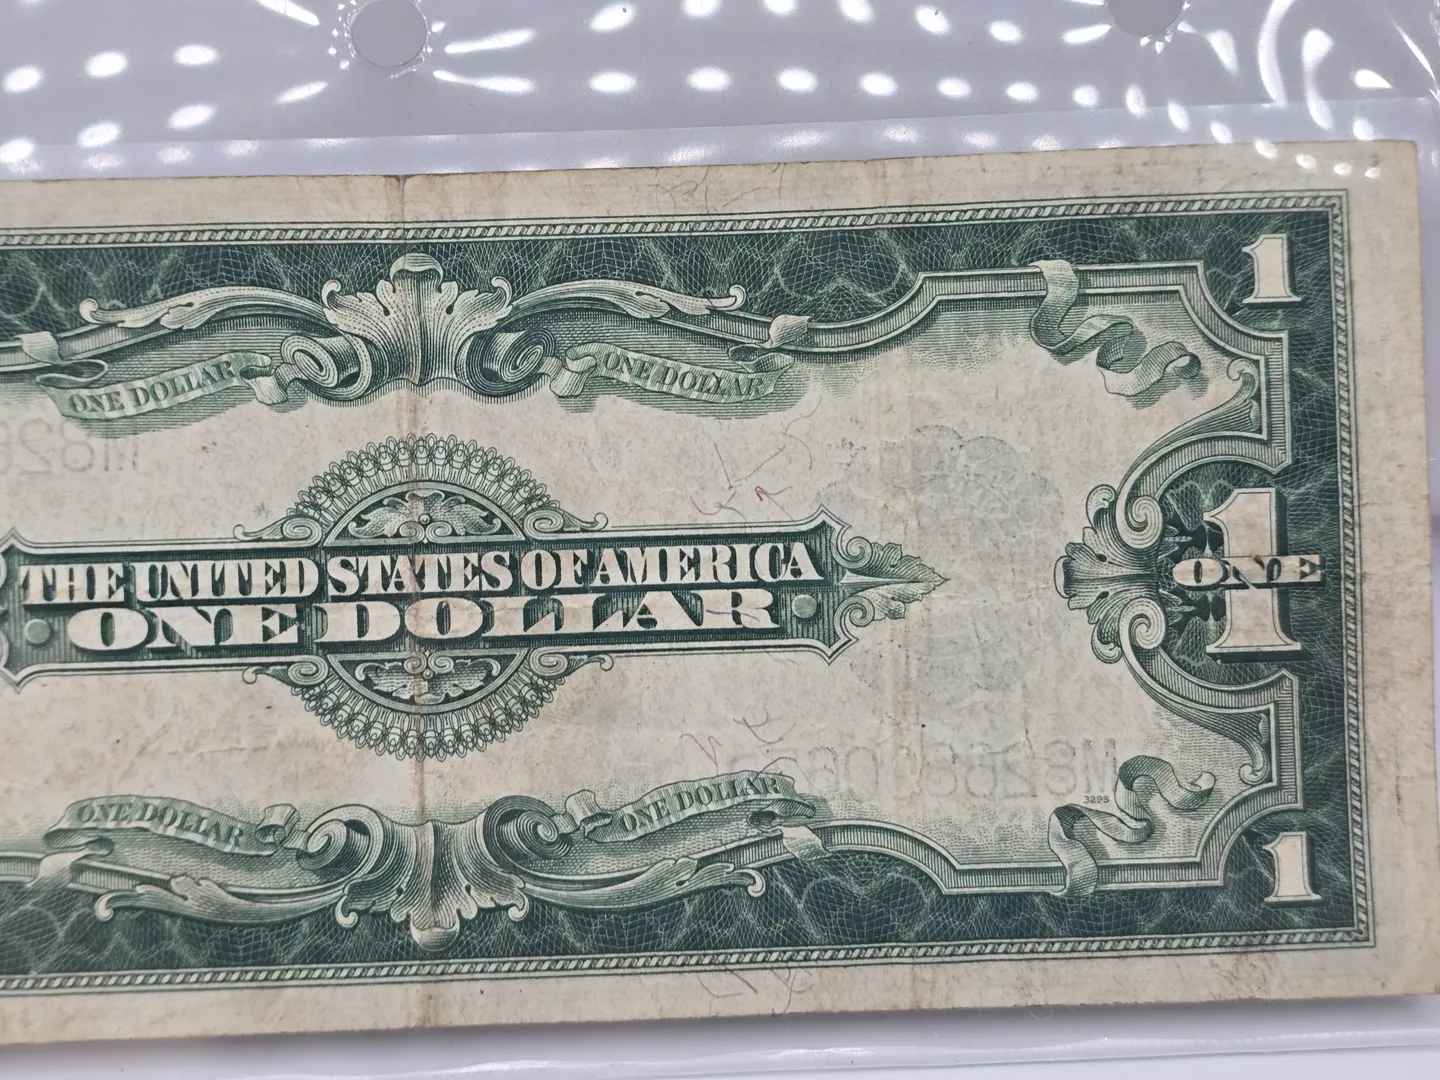 1
ONE DOLLAR ONE DOLLAR
THE UNITED STATES OF AMERICA
ONE DOLLAR
1
ONE
ONE DOLLAR ONE DOLLAR
3295
1